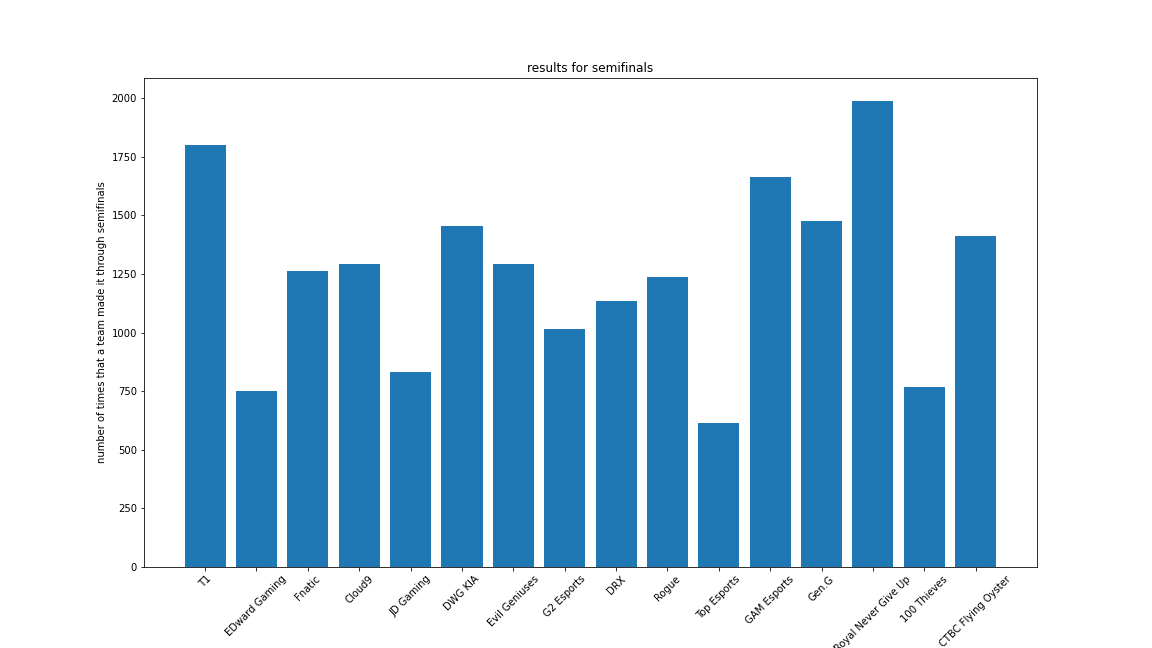 results for semifinals
number of times that a team made it through semifinals
2000
1750
1500
1250
1000
750
500
250
0
T1
EDward Gaming
Fnatic
Cloud9
JD Gaming
DWG KIA
Evil Geniuses
G2 Esports
DRX
Rogue
Top Esports
GAM Esports
Gen.G
Royal Never Give Up
100 Thieves
CTBC Flying Oyster